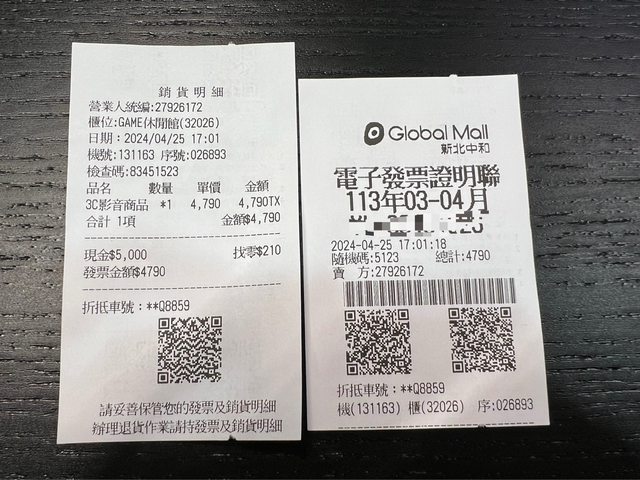 銷貨明細
營業人統編:27926172
櫃位:GAME休閒館(32026)
日期:2024/04/25 17:01
機號:131163 序號:026893
檢查碼:83451523
品名 數量 單價 金額
3C影音商品 *1 4,790 4,790TX
合計 1項 金額$4,790
現金$5,000 找零$210
發票金額$4790
折抵車號:**Q8859
請妥善保管您的發票及銷貨明細
辦理退貨作業請持發票及銷貨明細
Global Mall
新北中和
電子發票證明聯
113年03-04月
2024-04-25 17:01:18
隨機碼:5123 總計:4790
賣 方:27926172
折抵車號:**Q8859
機(131163) 櫃(32026) 序:026893